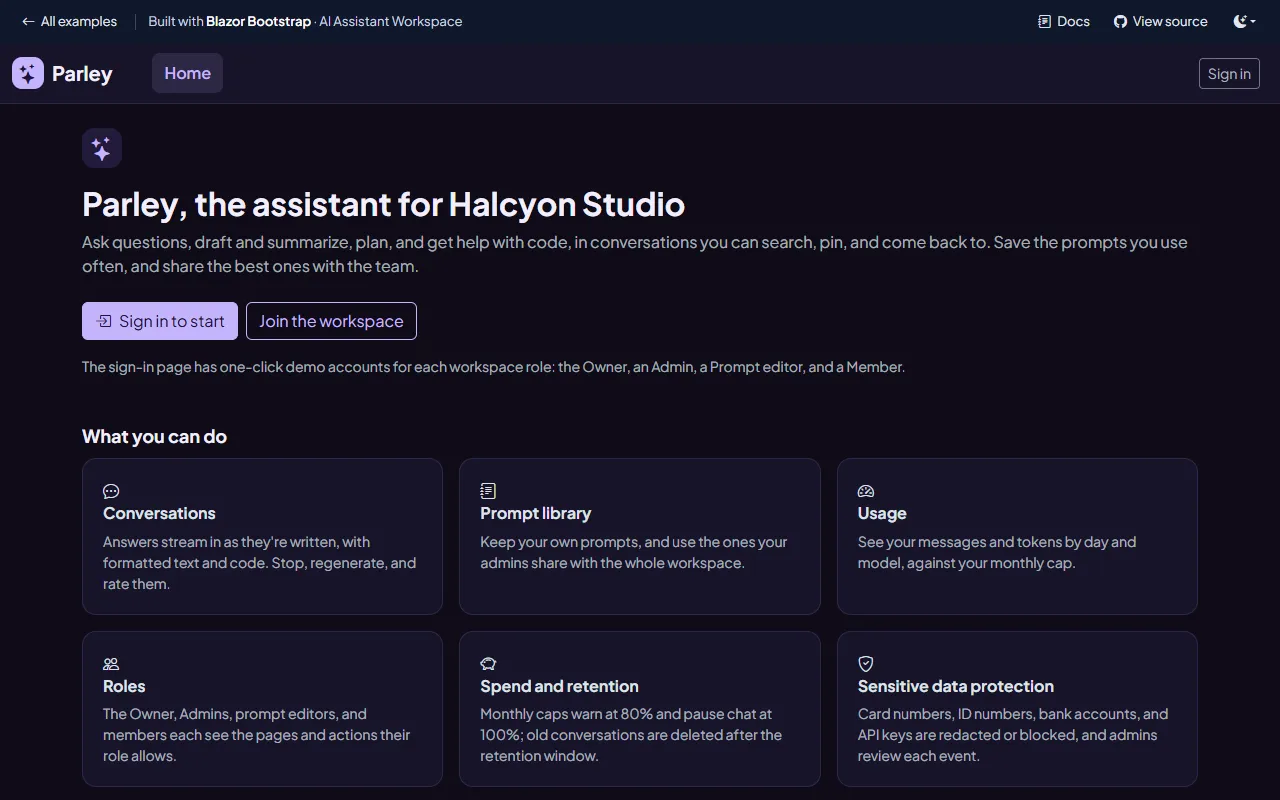 All examples
Built with Blazor Bootstrap · AI Assistant Workspace
Docs
View source
Parley
Home
Sign in
Parley, the assistant for Halcyon Studio
Ask questions, draft and summarize, plan, and get help with code, in conversations you can search, pin, and come back to. Save the prompts you use
often, and share the best ones with the team.
Sign in to start
Join the workspace
The sign-in page has one-click demo accounts for each workspace role: the Owner, an Admin, a Prompt editor, and a Member.
What you can do
Conversations
Answers stream in as they're written, with
formatted text and code. Stop, regenerate, and
rate them.
Prompt library
Keep your own prompts, and use the ones your
admins share with the whole workspace.
Usage
See your messages and tokens by day and
model, against your monthly cap.
Roles
The Owner, Admins, prompt editors, and
members each see the pages and actions their
role allows.
Spend and retention
Monthly caps warn at 80% and pause chat at
100%; old conversations are deleted after the
retention window.
Sensitive data protection
Card numbers, ID numbers, bank accounts, and
API keys are redacted or blocked, and admins
review each event.